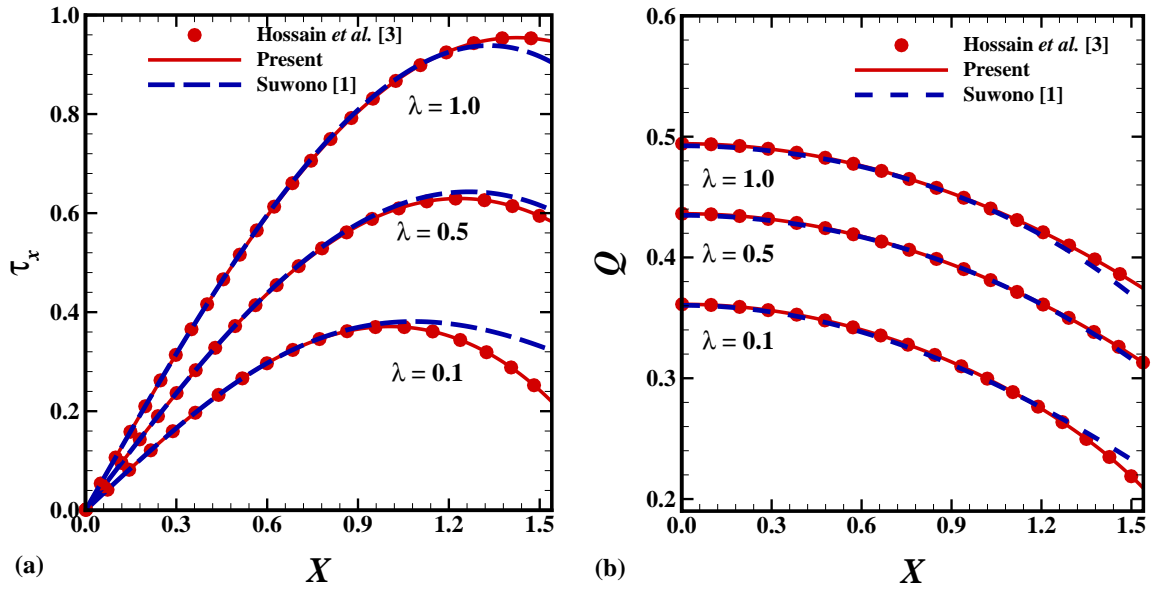 1.0
0.8
0.6
0.4
0.2
0.0
τx
Hossain et al. [3]
Present
Suwono [1]
λ = 1.0
λ = 0.5
λ = 0.1
0.0 0.3 0.6 0.9 1.2 1.5
(a)
X
0.6
0.5
0.4
0.3
0.2
Q
Hossain et al. [3]
Present
Suwono [1]
λ = 1.0
λ = 0.5
λ = 0.1
0.0 0.3 0.6 0.9 1.2 1.5
(b)
X